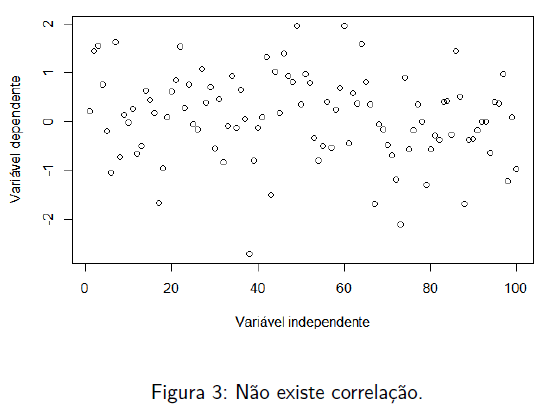 2
1
0
-1
-2
Variável dependente
0 20 40 60 80 100
Variável independente
Figura 3: Não existe correlação.